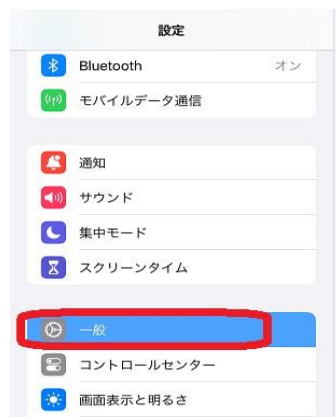 設定
Bluetooth オン
モバイルデータ通信
通知
サウンド
集中モード
スクリーンタイム
一般
コントロールセンター
画面表示と明るさ